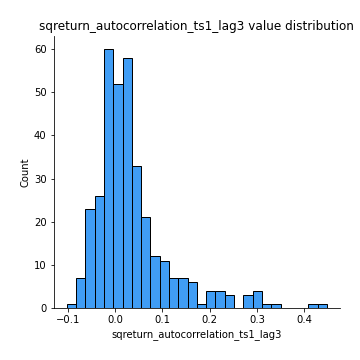 sqreturn_autocorrelation_ts1_lag3 value distribution
60
50
40
30
20
10
0
Count
−0.1 0.0 0.1 0.2 0.3 0.4
sqreturn_autocorrelation_ts1_lag3